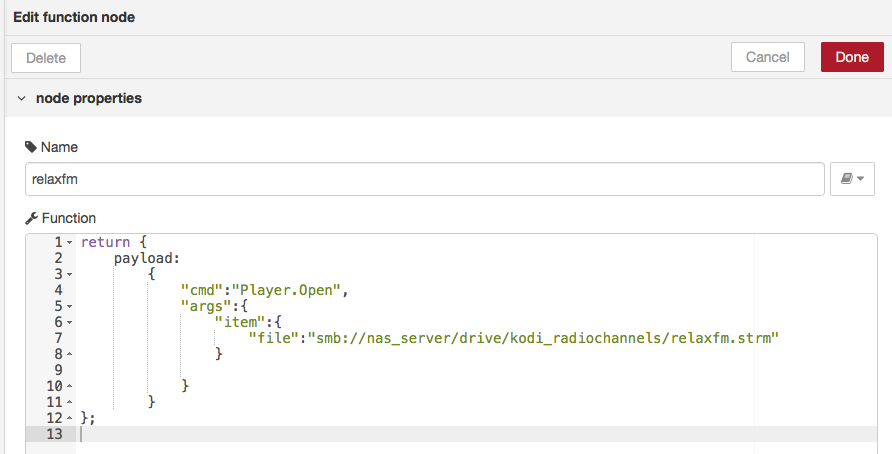 Edit function node
Delete
Cancel
Done
node properties
Name
relaxfm
Function
1 return {
2     payload:
3         {
4             "cmd":"Player.Open",
5             "args":{
6                 "item":{
7                     "file":"smb://nas_server/drive/kodi_radiochannels/relaxfm.strm"
8                 }
9
10             }
11         }
12 };
13